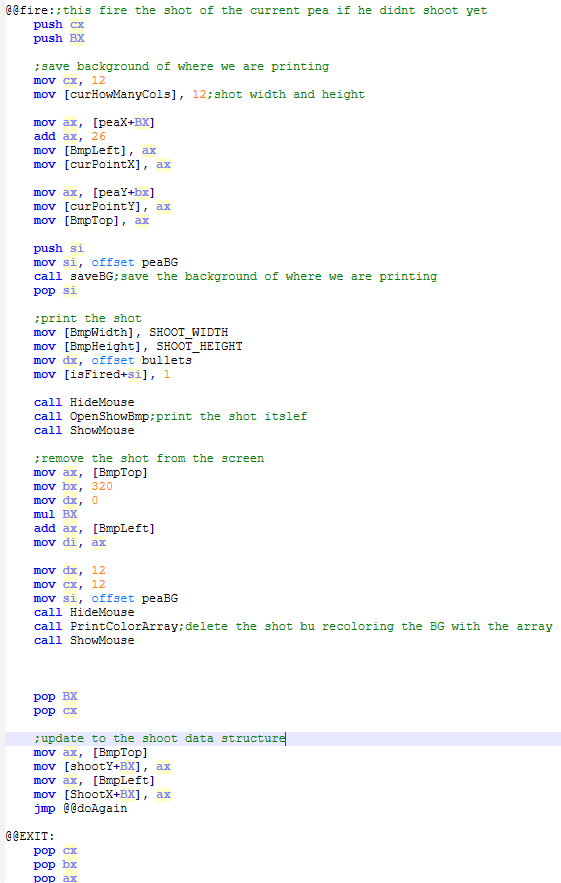 @@fire:;this fire the shot of the current pea if he didnt shoot yet
push cx
push BX
;save background of where we are printing
mov cx, 12
mov [curHowManyCols], 12;shot width and height
mov ax, [peaX+BX]
add ax, 26
mov [BmpLeft], ax
mov [curPointX], ax
mov ax, [peaY+bx]
mov [curPointY], ax
mov [BmpTop], ax
push si
mov si, offset peaBG
call saveBG;save the background of where we are printing
pop si
;print the shot
mov [BmpWidth], SHOOT_WIDTH
mov [BmpHeight], SHOOT_HEIGHT
mov dx, offset bullets
mov [isFired+si], 1
call HideMouse
call OpenShowBmp;print the shot itslef
call ShowMouse
;remove the shot from the screen
mov ax, [BmpTop]
mov bx, 320
mov dx, 0
mul BX
add ax, [BmpLeft]
mov di, ax
mov dx, 12
mov cx, 12
mov si, offset peaBG
call HideMouse
call PrintColorArray;delete the shot bu recoloring the BG with the array
call ShowMouse
pop BX
pop cx
;update to the shoot data structure
mov ax, [BmpTop]
mov [shootY+BX], ax
mov ax, [BmpLeft]
mov [ShootX+BX], ax
jmp @@doAgain
@@EXIT:
pop cx
pop bx
pop ax